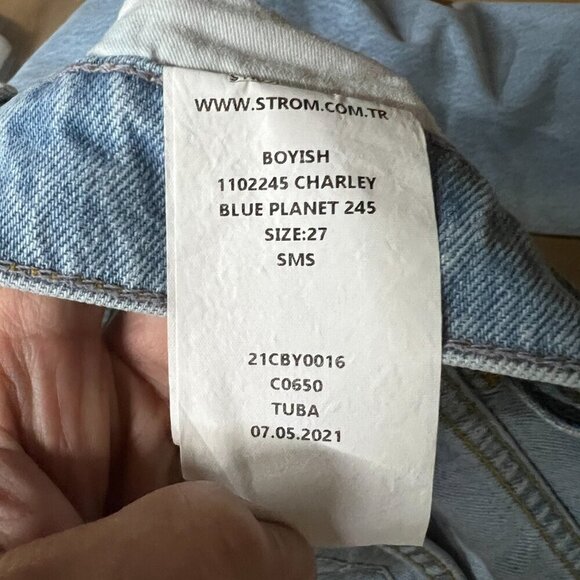 WWW.STROM.COM.TR
BOYISH
1102245 CHARLEY
BLUE PLANET 245
SIZE:27
SMS
21CBY0016
C0650
TUBA
07.05.2021